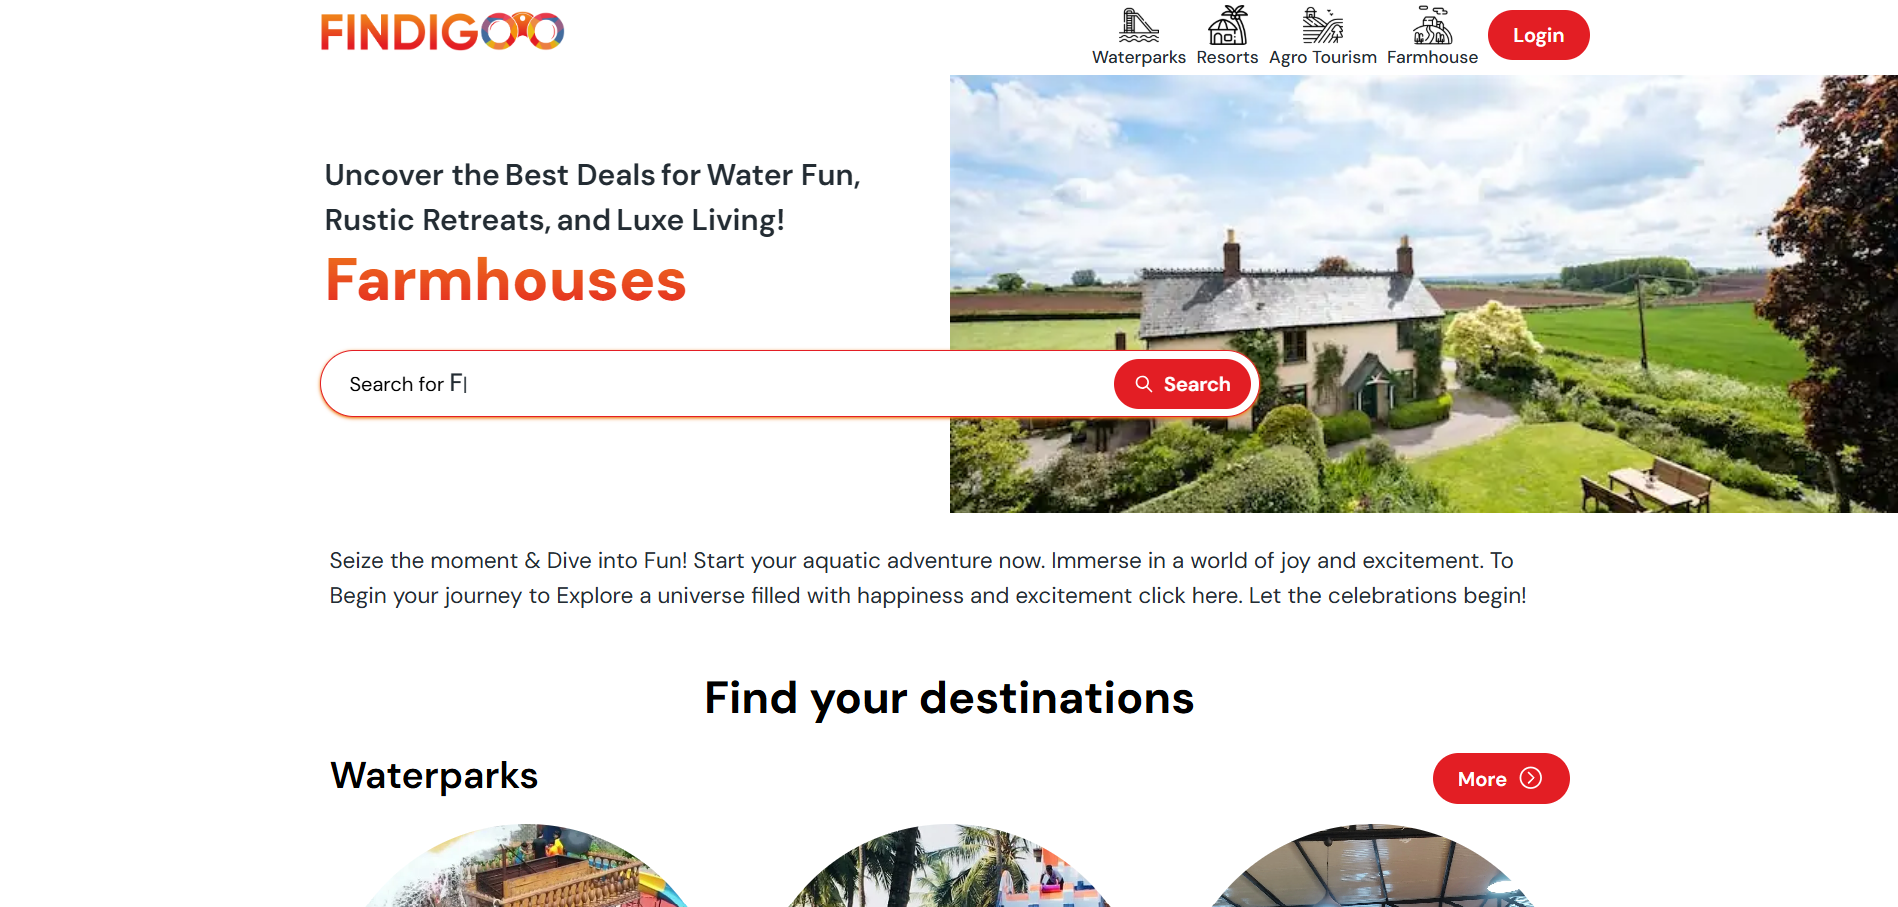 FINDIGOO
Waterparks
Resorts
Agro Tourism
Farmhouse
Login
Uncover the Best Deals for Water Fun,
Rustic Retreats, and Luxe Living!
Farmhouses
Search for F|
Search
Seize the moment & Dive into Fun! Start your aquatic adventure now. Immerse in a world of joy and excitement. To
Begin your journey to Explore a universe filled with happiness and excitement click here. Let the celebrations begin!
Find your destinations
Waterparks
More